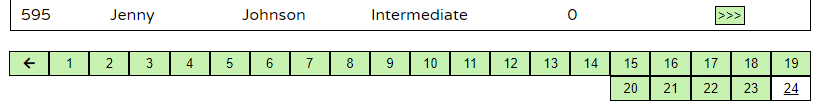 595 Jenny Johnson Intermediate 0 >>>
← 1 2 3 4 5 6 7 8 9 10 11 12 13 14 15 16 17 18 19
20 21 22 23 24